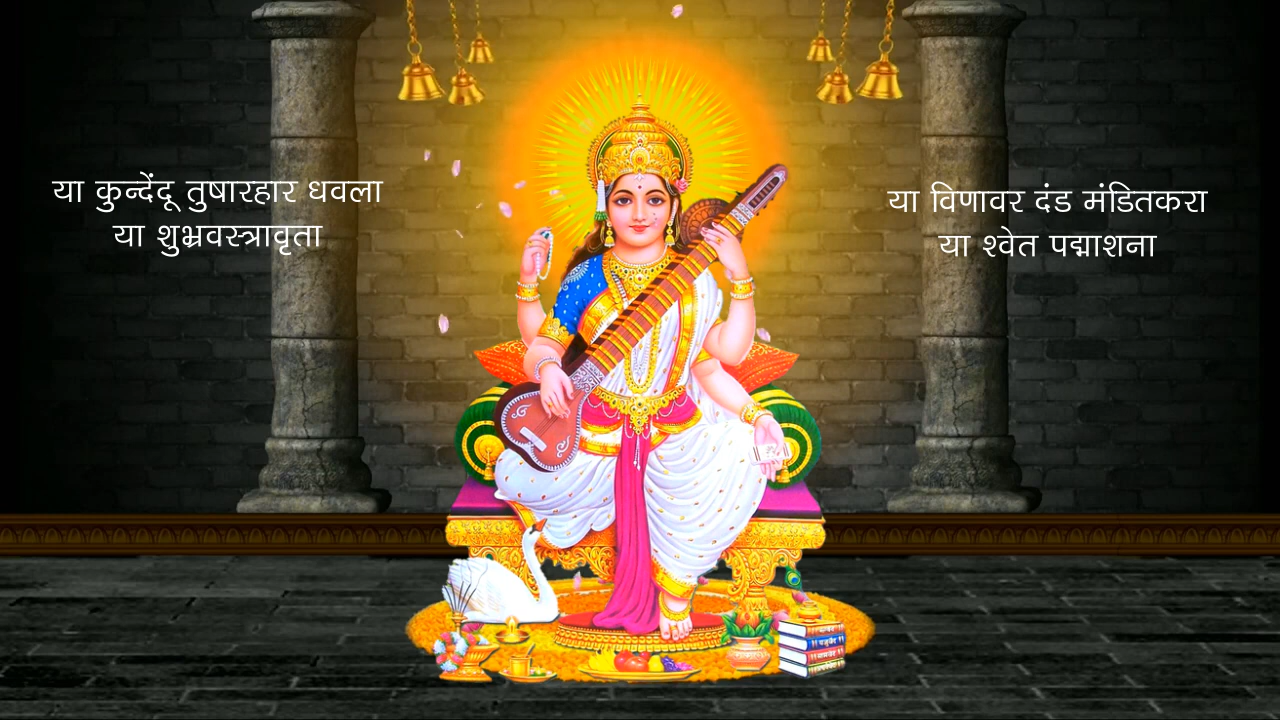 या कुन्देंदू तुषारहार धवला
या शुभ्रवस्त्रावृता
या विणावर दंड मंडितकरा
या श्वेत पद्माशना